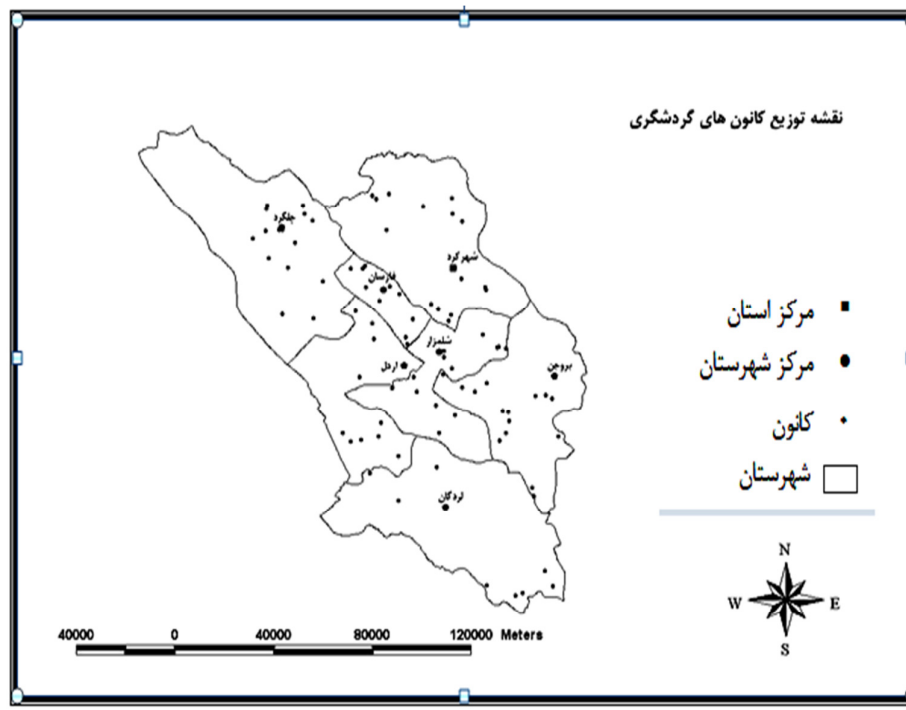 نقشه توزیع کانون های گردشگری
چلگرد
شهرکرد
فارسان
شلمزار
اردل
بروجن
لردگان
مرکز استان
مرکز شهرستان
کانون
شهرستان
N
W E
S
40000 0 40000 80000 120000 Meters